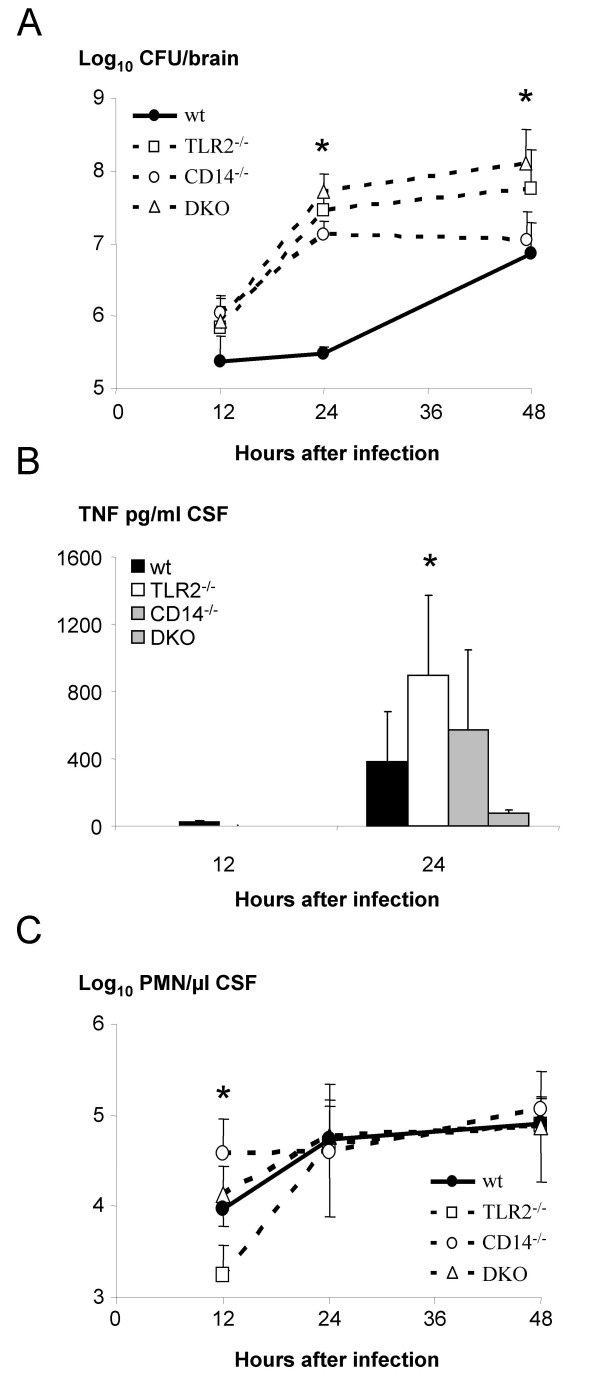 A
Log10 CFU/brain
9
8
7
6
5
wt
TLR2-/-
CD14-/-
DKO
*
*
0 12 24 36 48
Hours after infection
B
TNF pg/ml CSF
1600
1200
800
400
0
wt
TLR2-/-
CD14-/-
DKO
*
12 24
Hours after infection
C
Log10 PMN/µl CSF
6
5
4
3
*
wt
TLR2-/-
CD14-/-
DKO
0 12 24 36 48
Hours after infection